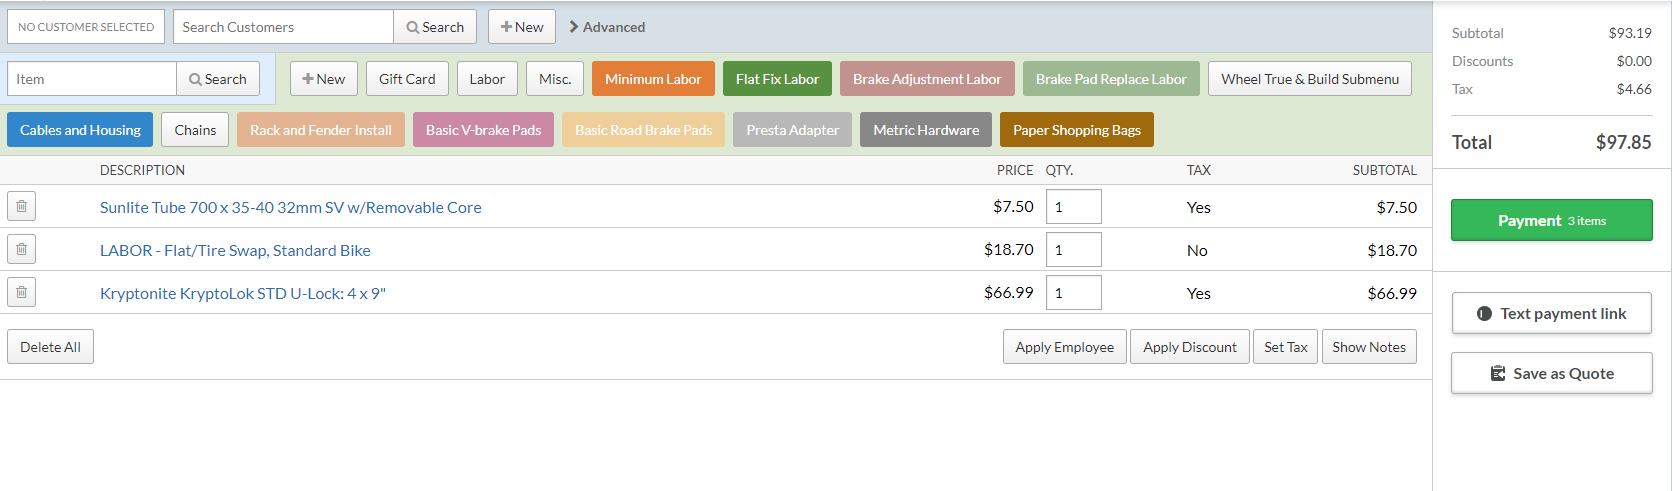 NO CUSTOMER SELECTED Search Customers Search New Advanced
Item Search New Gift Card Labor Misc. Minimum Labor Flat Fix Labor Brake Adjustment Labor Brake Pad Replace Labor Wheel True & Build Submenu
Cables and Housing Chains Rack and Fender Install Basic V-brake Pads Basic Road Brake Pads Presta Adapter Metric Hardware Paper Shopping Bags
DESCRIPTION PRICE QTY. TAX SUBTOTAL
Sunlite Tube 700 x 35-40 32mm SV w/Removable Core $7.50 1 Yes $7.50
LABOR - Flat/Tire Swap, Standard Bike $18.70 1 No $18.70
Kryptonite KryptoLok STD U-Lock: 4 x 9" $66.99 1 Yes $66.99
Delete All Apply Employee Apply Discount Set Tax Show Notes
Subtotal $93.19
Discounts $0.00
Tax $4.66
Total $97.85
Payment 3 items
Text payment link
Save as Quote